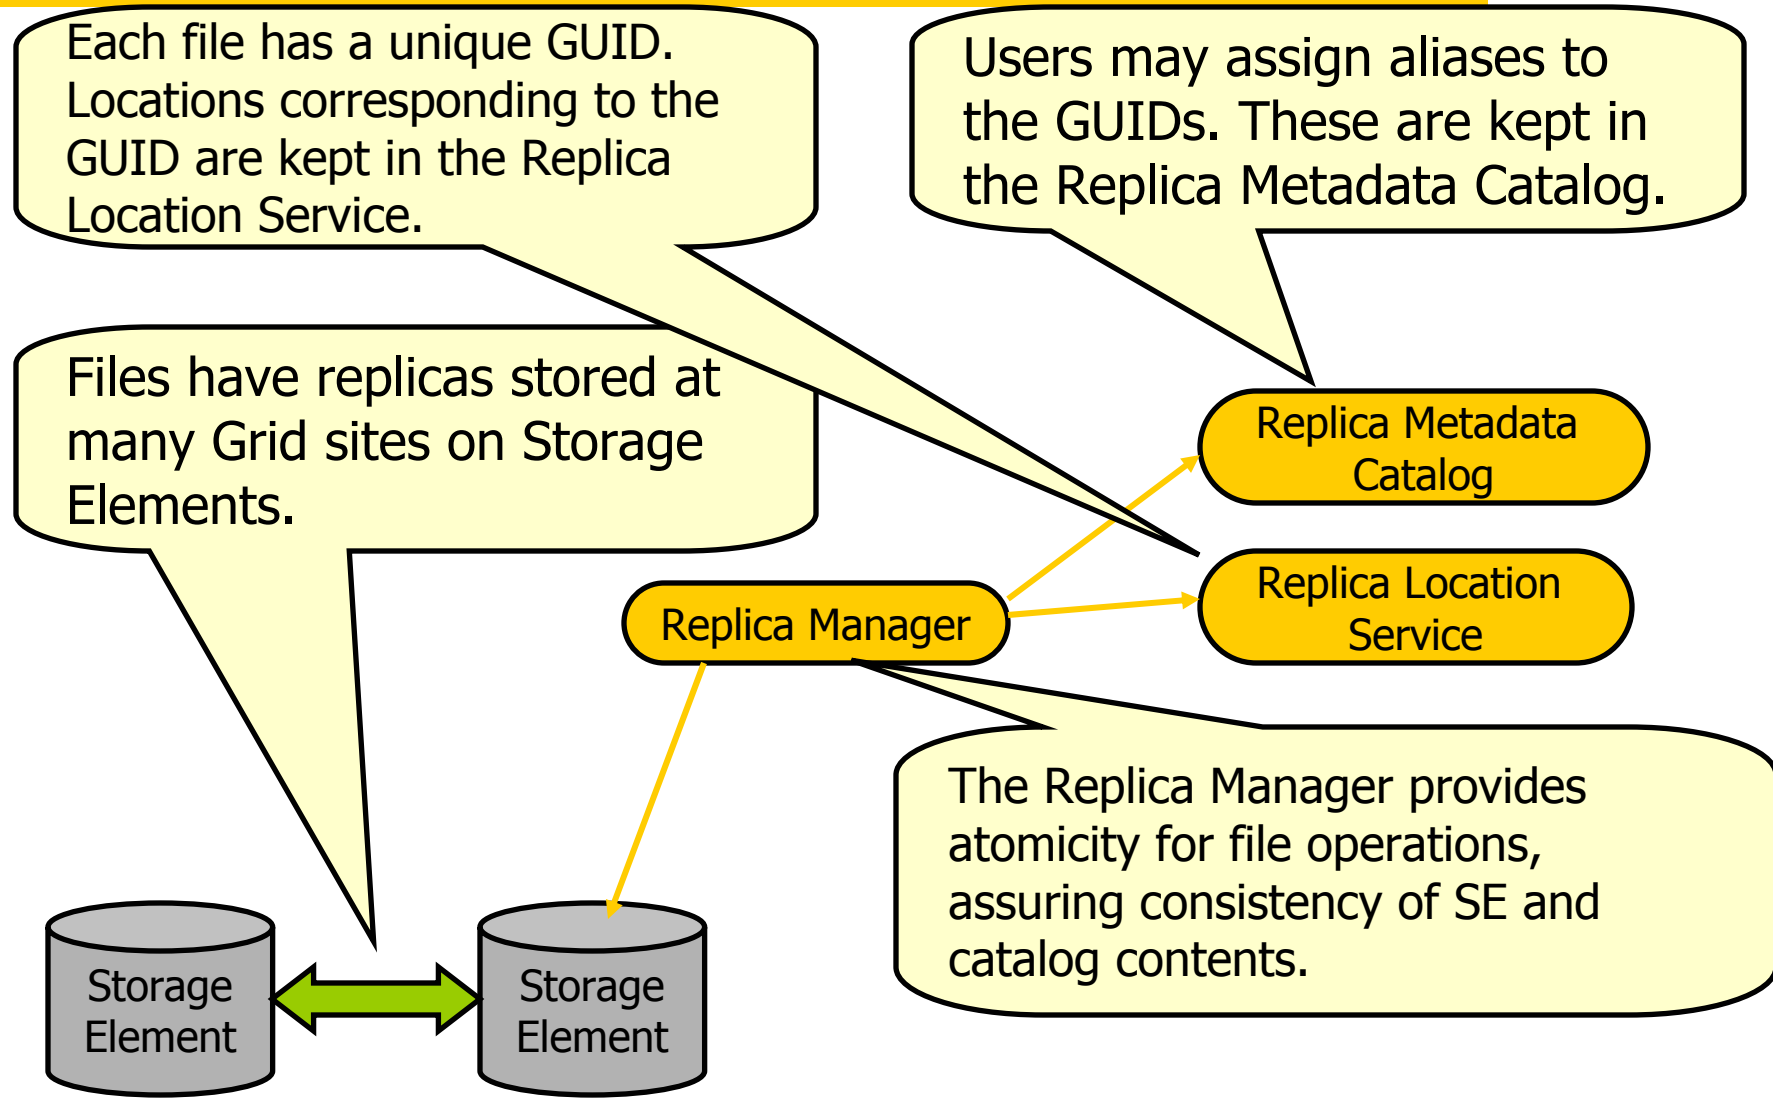 Each file has a unique GUID.
Locations corresponding to the
GUID are kept in the Replica
Location Service.
Users may assign aliases to
the GUIDs. These are kept in
the Replica Metadata Catalog.
Files have replicas stored at
many Grid sites on Storage
Elements.
Replica Metadata
Catalog
Replica Location
Service
Replica Manager
The Replica Manager provides
atomicity for file operations,
assuring consistency of SE and
catalog contents.
Storage
Element
Storage
Element